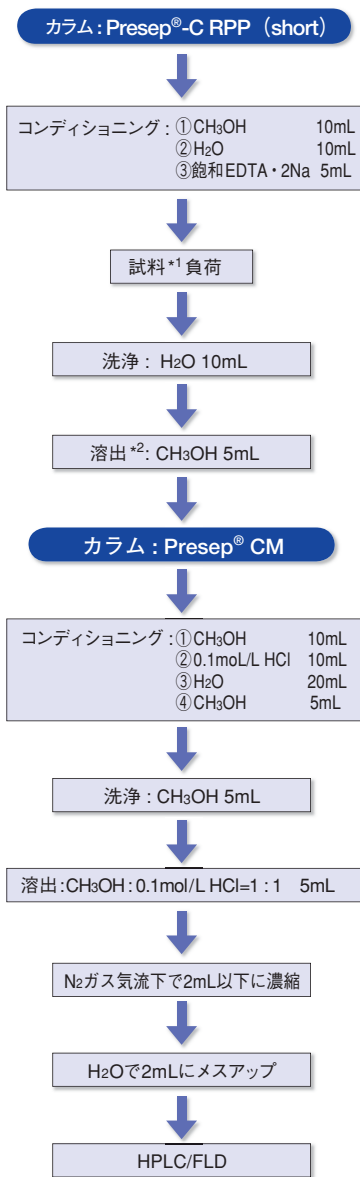 カラム：Presep®-C RPP（short）
コンディショニング：①CH3OH 10mL
②H2O 10mL
③飽和EDTA・2Na 5mL
試料*1負荷
洗浄：H2O 10mL
溶出*2：CH3OH 5mL
カラム：Presep® CM
コンディショニング：①CH3OH 10mL
②0.1moL/L HCl 10mL
③H2O 20mL
④CH3OH 5mL
洗浄：CH3OH 5mL
溶出：CH3OH：0.1mol/L HCl=1：1 5mL
N2ガス気流下で2mL以下に濃縮
H2Oで2mLにメスアップ
HPLC/FLD